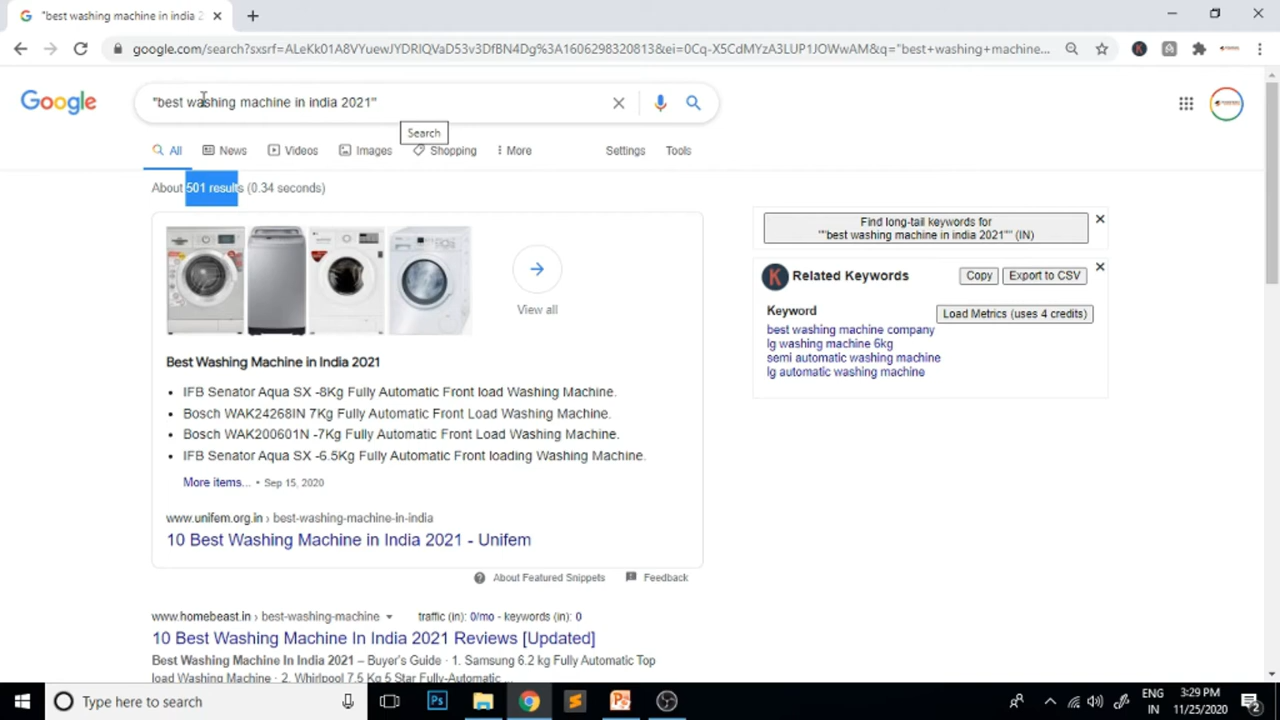 "best washing machine in india 2
google.com/search?sxsrf=ALeKk01A8VYuewJYDRIQVaD53v3DfBN4Dg%3A1606298320813&ei=0Cq-X5CdMYzA3LUP1JOWwAM&q="best+washing+machine...
Google
"best washing machine in india 2021"
Search
All News Videos Images Shopping More Settings Tools
About 501 results (0.34 seconds)
View all
Best Washing Machine in India 2021
• IFB Senator Aqua SX -8Kg Fully Automatic Front load Washing Machine.
• Bosch WAK24268IN 7Kg Fully Automatic Front Load Washing Machine.
• Bosch WAK200601N -7Kg Fully Automatic Front Load Washing Machine.
• IFB Senator Aqua SX -6.5Kg Fully Automatic Front loading Washing Machine.
More items... • Sep 15, 2020
www.unifem.org.in › best-washing-machine-in-india
10 Best Washing Machine in India 2021 - Unifem
About Featured Snippets Feedback
www.homebeast.in › best-washing-machine traffic (in): 0/mo - keywords (in): 0
10 Best Washing Machine In India 2021 Reviews [Updated]
Best Washing Machine In India 2021 – Buyer's Guide · 1. Samsung 6.2 kg Fully Automatic Top
load Washing Machine · 2. Whirlpool 7.5 Kg 5 Star Fully-Automatic ...
Find long-tail keywords for
""best washing machine in india 2021"" (IN)
K Related Keywords Copy Export to CSV
Keyword Load Metrics (uses 4 credits)
best washing machine company
lg washing machine 6kg
semi automatic washing machine
lg automatic washing machine
Type here to search
Ps
ENG
IN
3:29 PM
11/25/2020
2